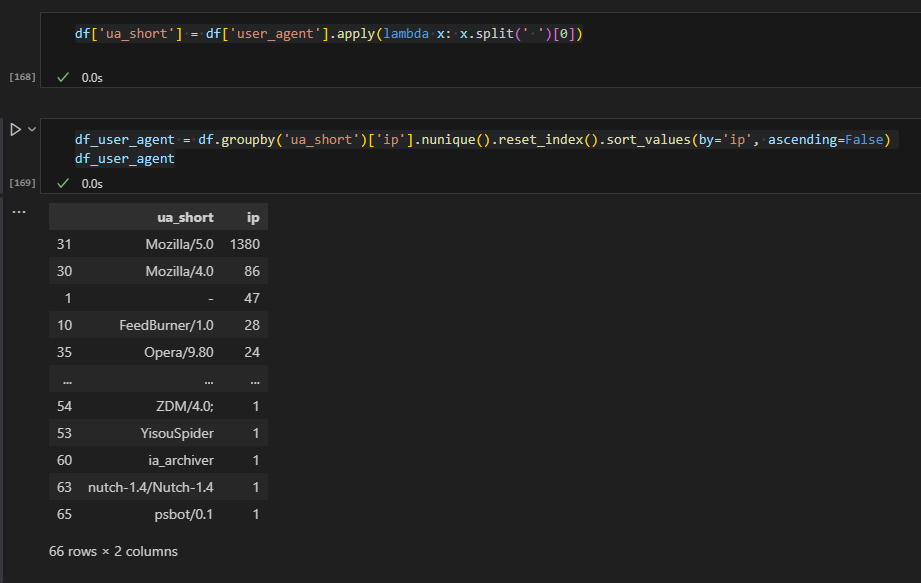 df['ua_short'] = df['user_agent'].apply(lambda x: x.split(' ')[0])
[168]
0.0s
df_user_agent = df.groupby('ua_short')['ip'].nunique().reset_index().sort_values(by='ip', ascending=False)
df_user_agent
[169]
0.0s
...
ua_short ip
31 Mozilla/5.0 1380
30 Mozilla/4.0 86
1 - 47
10 FeedBurner/1.0 28
35 Opera/9.80 24
... ... ...
54 ZDM/4.0; 1
53 YisouSpider 1
60 ia_archiver 1
63 nutch-1.4/Nutch-1.4 1
65 psbot/0.1 1
66 rows × 2 columns